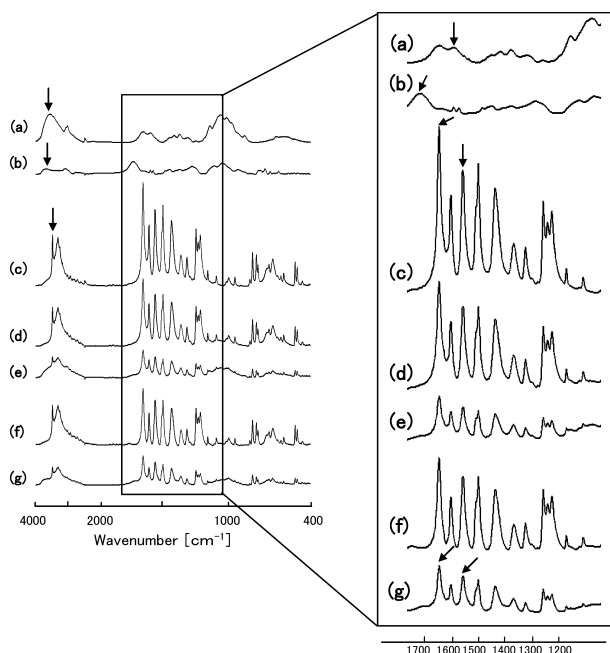 (a)
(b)
(c)
(d)
(e)
(f)
(g)
4000 2000 1000 400
Wavenumber [cm⁻¹]
(a)
(b)
(c)
(d)
(e)
(f)
(g)
1700 1600 1500 1400 1300 1200